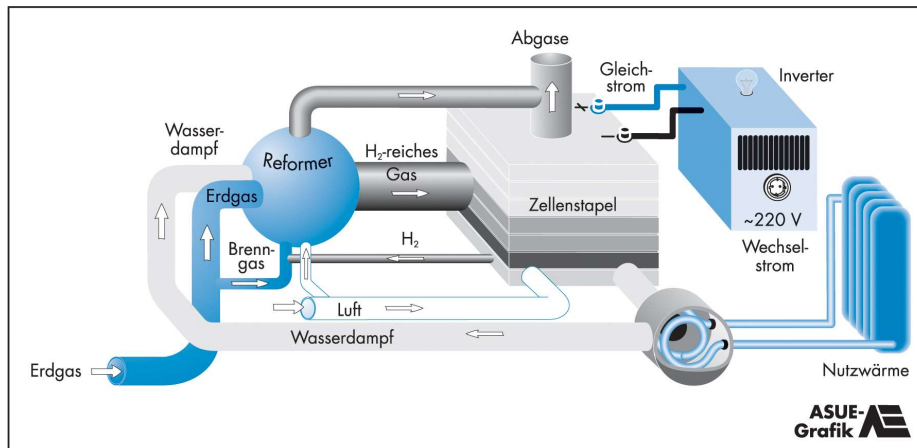 Abgase
Gleich-
strom
Inverter
Wasser-
dampf
Reformer
H₂-reiches
Gas
+
–
Erdgas
Zellenstapel
~220 V
Wechsel-
strom
Brenn-
gas
H₂
Luft
Wasserdampf
Erdgas
Nutzwärme
ASUE-
Grafik